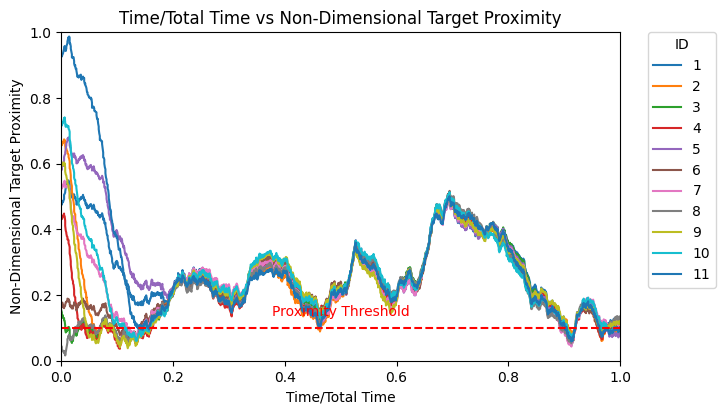 Time/Total Time vs Non-Dimensional Target Proximity
Non-Dimensional Target Proximity
1.0
0.8
0.6
0.4
0.2
0.0
Proximity Threshold
0.0 0.2 0.4 0.6 0.8 1.0
Time/Total Time
ID
1
2
3
4
5
6
7
8
9
10
11